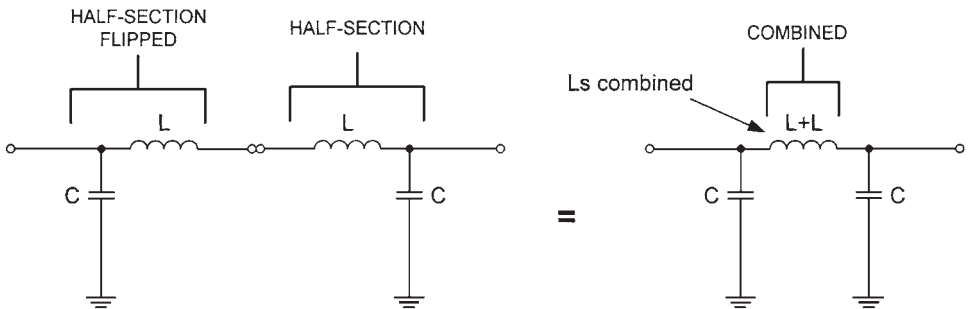 HALF-SECTION
FLIPPED
HALF-SECTION
COMBINED
Ls combined
L
L
L+L
C
C
=
C
C